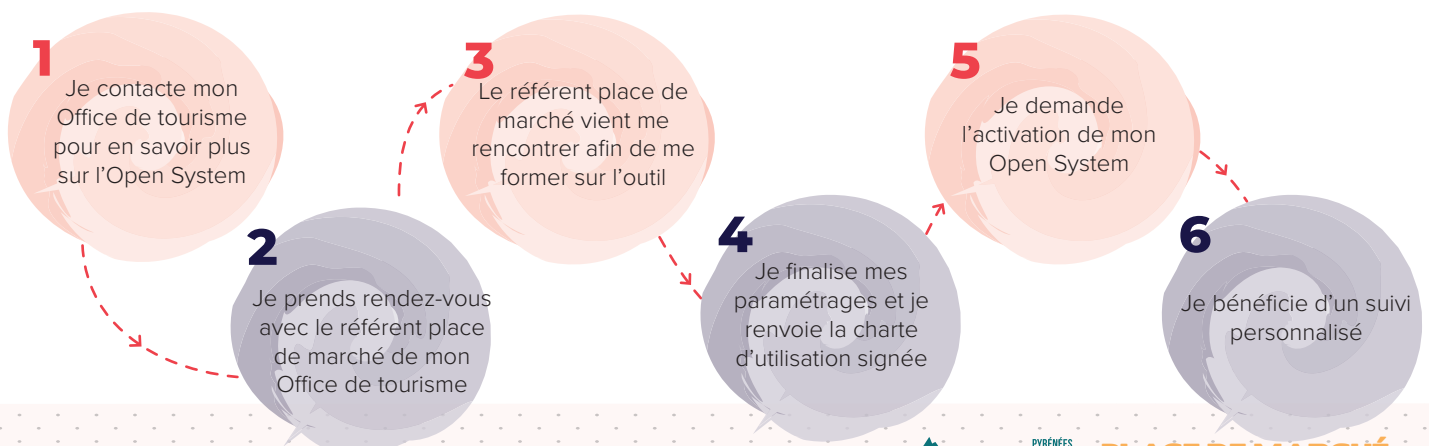 1
Je contacte mon
Office de tourisme
pour en savoir plus
sur l'Open System
2
Je prends rendez-vous
avec le référent place
de marché de mon
Office de tourisme
3
Le référent place de
marché vient me
rencontrer afin de me
former sur l'outil
4
Je finalise mes
paramétrages et je
renvoie la charte
d'utilisation signée
5
Je demande
l'activation de mon
Open System
6
Je bénéficie d'un suivi
personnalisé
PYRÉNÉES
PLACE DE MARCHÉ